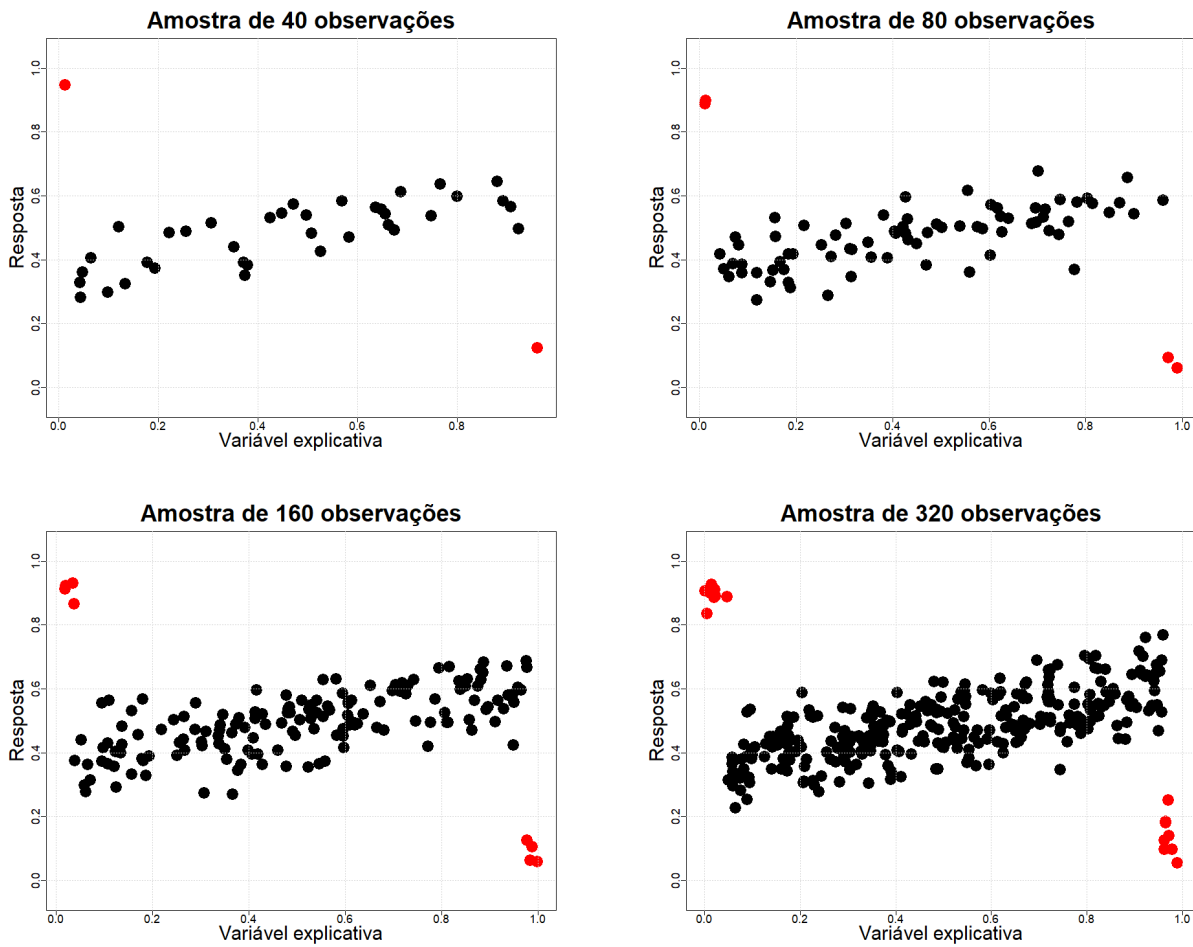 Amostra de 40 observações
1.0
0.8
0.6
0.4
0.2
0.0
Resposta
0.0 0.2 0.4 0.6 0.8
Variável explicativa
Amostra de 80 observações
1.0
0.8
0.6
0.4
0.2
0.0
Resposta
0.0 0.2 0.4 0.6 0.8 1.0
Variável explicativa
Amostra de 160 observações
1.0
0.8
0.6
0.4
0.2
0.0
Resposta
0.0 0.2 0.4 0.6 0.8 1.0
Variável explicativa
Amostra de 320 observações
1.0
0.8
0.6
0.4
0.2
0.0
Resposta
0.0 0.2 0.4 0.6 0.8 1.0
Variável explicativa